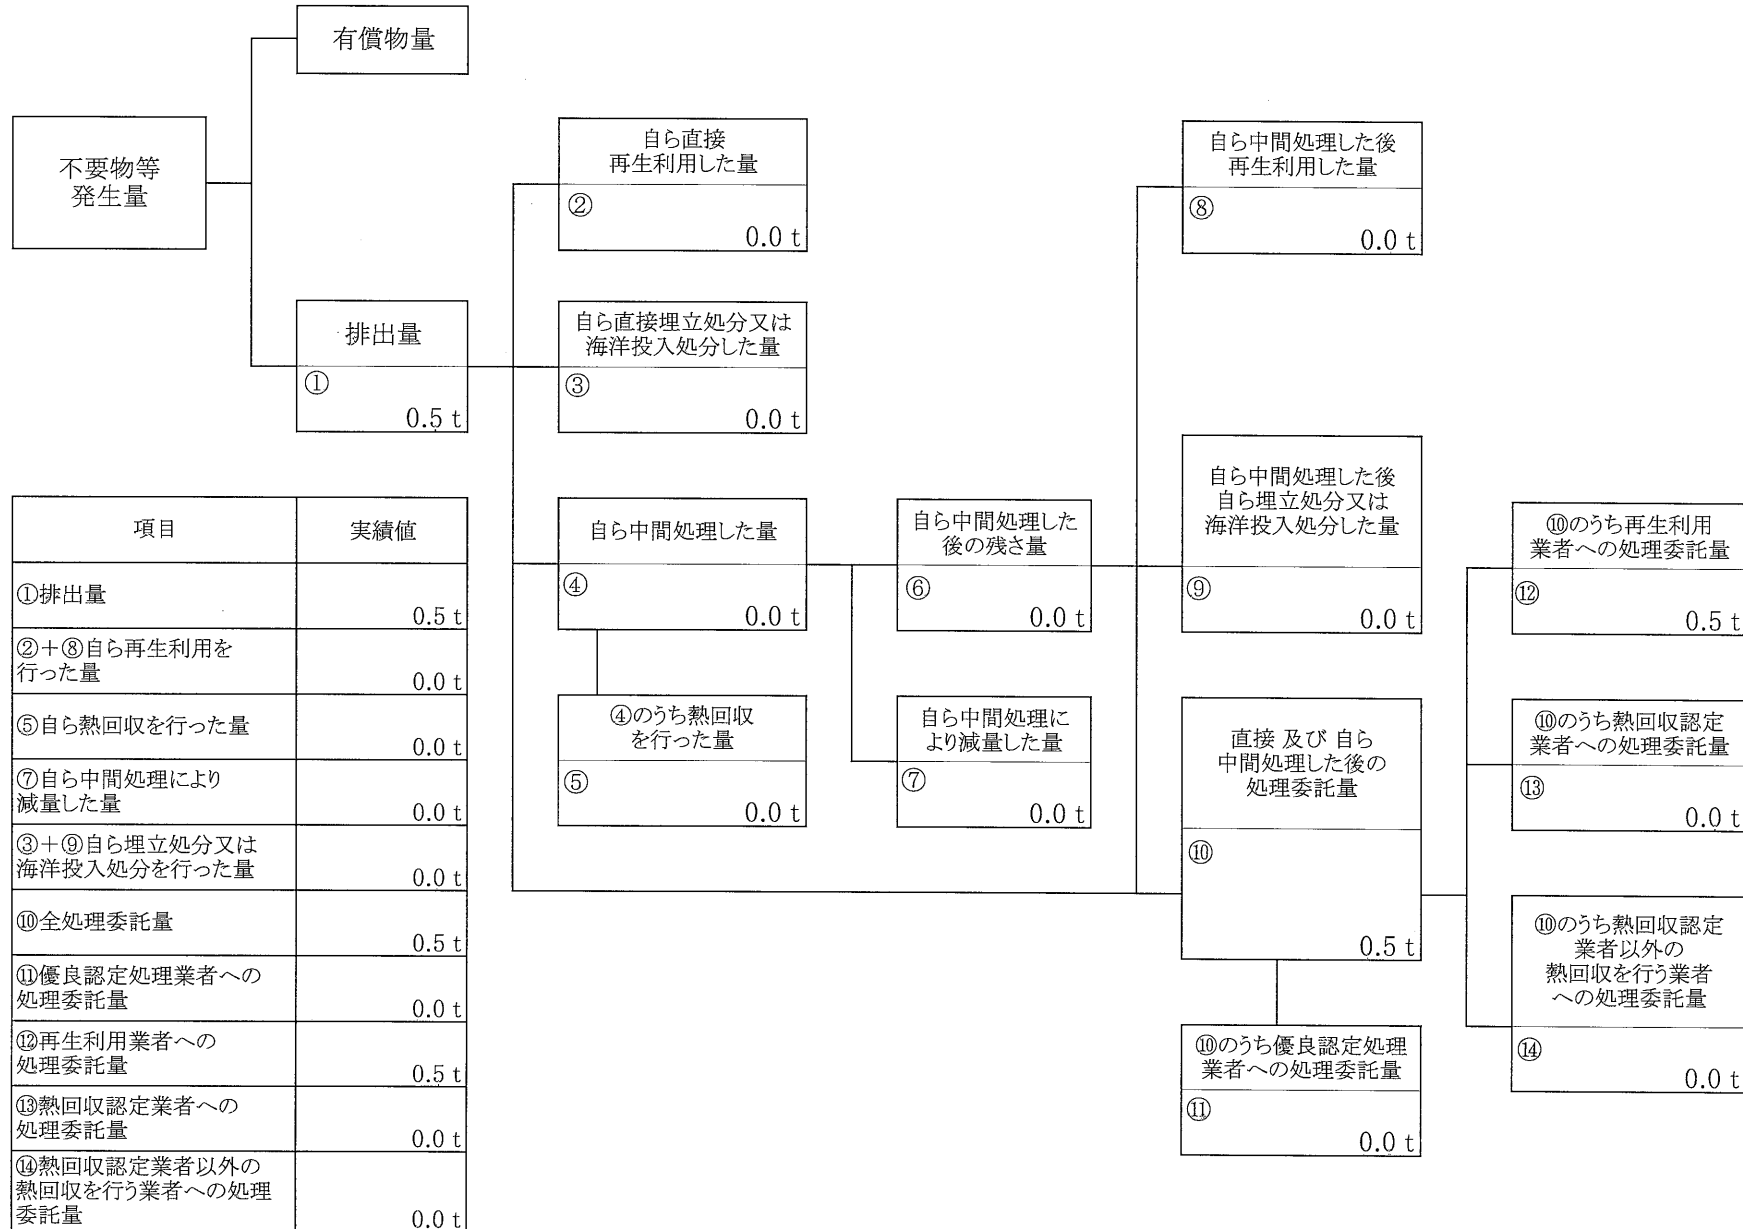 有償物量
不要物等
発生量
排出量
①
0.5 t
自ら直接
再生利用した量
②
0.0 t
自ら直接埋立処分又は
海洋投入処分した量
③
0.0 t
自ら中間処理した量
④
0.0 t
④のうち熱回収
を行った量
⑤
0.0 t
自ら中間処理した
後の残さ量
⑥
0.0 t
自ら中間処理に
より減量した量
⑦
0.0 t
自ら中間処理した後
再生利用した量
⑧
0.0 t
自ら中間処理した後
自ら埋立処分又は
海洋投入処分した量
⑨
0.0 t
直接 及び 自ら
中間処理した後の
処理委託量
⑩
0.5 t
⑩のうち優良認定処理
業者への処理委託量
⑪
0.0 t
⑩のうち再生利用
業者への処理委託量
⑫
0.5 t
⑩のうち熱回収認定
業者への処理委託量
⑬
0.0 t
⑩のうち熱回収認定
業者以外の
熱回収を行う業者
への処理委託量
⑭
0.0 t
項目 実績値
①排出量
0.5 t
②＋⑧自ら再生利用を
行った量
0.0 t
⑤自ら熱回収を行った量
0.0 t
⑦自ら中間処理により
減量した量
0.0 t
③＋⑨自ら埋立処分又は
海洋投入処分を行った量
0.0 t
⑩全処理委託量
0.5 t
⑪優良認定処理業者への
処理委託量
0.0 t
⑫再生利用業者への
処理委託量
0.5 t
⑬熱回収認定業者への
処理委託量
0.0 t
⑭熱回収認定業者以外の
熱回収を行う業者への処理
委託量
0.0 t